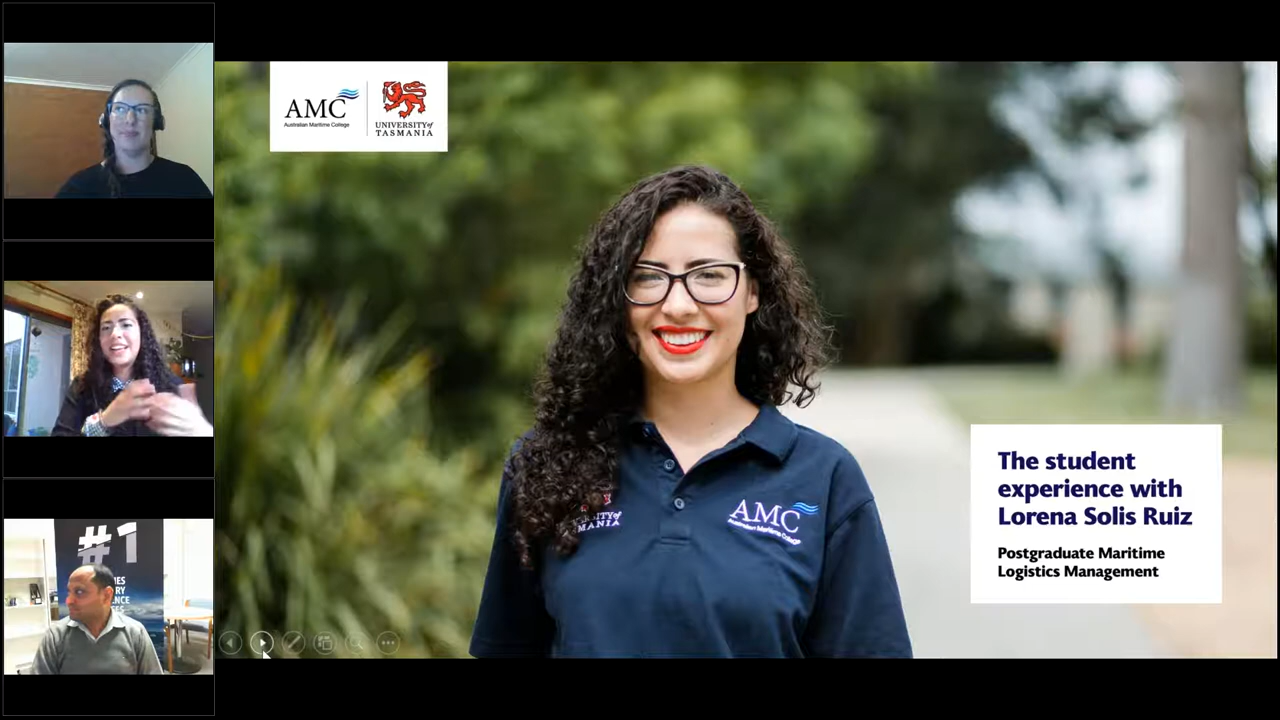 AMC
Australian Maritime College
UNIVERSITY of
TASMANIA
The student
experience with
Lorena Solis Ruiz
Postgraduate Maritime
Logistics Management
AMC
Australian Maritime College
MANIA
#1